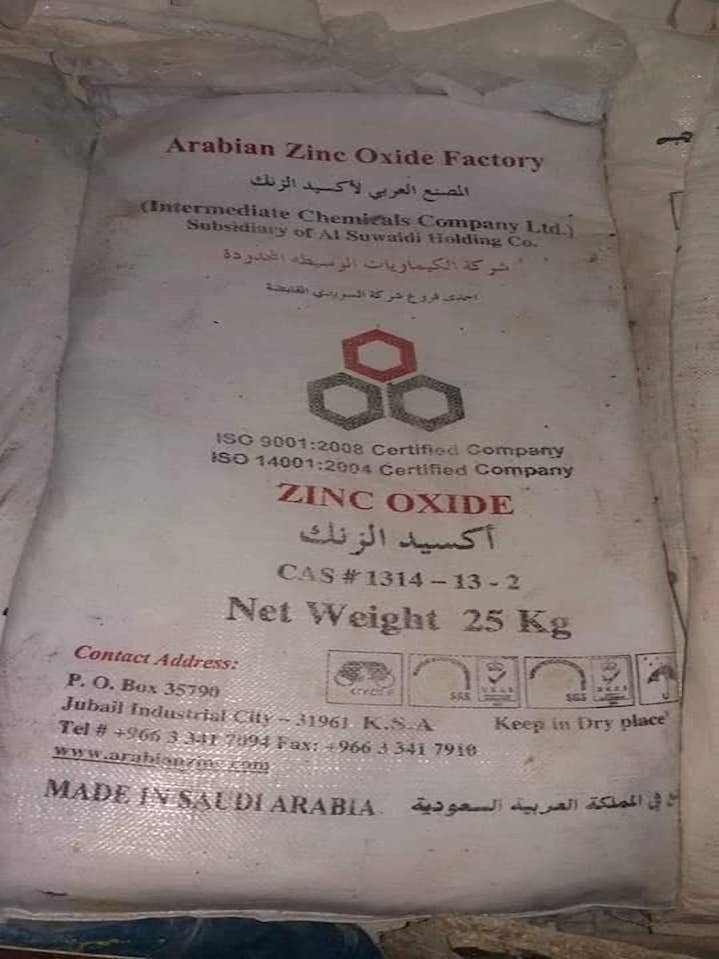 Arabian Zinc Oxide Factory
المصنع العربي لأكسيد الزنك
(Intermediate Chemicals Company Ltd.)
Subsidiary of Al Suwaidi Holding Co.
شركة الكيماويات الوسيطة المحدودة
احدى فروع شركة السويدي القابضة
ISO 9001:2008 Certified Company
ISO 14001:2004 Certified Company
ZINC OXIDE
أكسيد الزنك
CAS # 1314 – 13 - 2
Net Weight 25 Kg
Contact Address:
P. O. Box 35790
Jubail Industrial City – 31961 K.S.A
Tel # +966 3 341 7094 Fax: +966 3 341 7910
www.arabianzinc.com
SGS
SGS
Keep in Dry place
MADE IN SAUDI ARABIA
في المملكة العربية السعودية